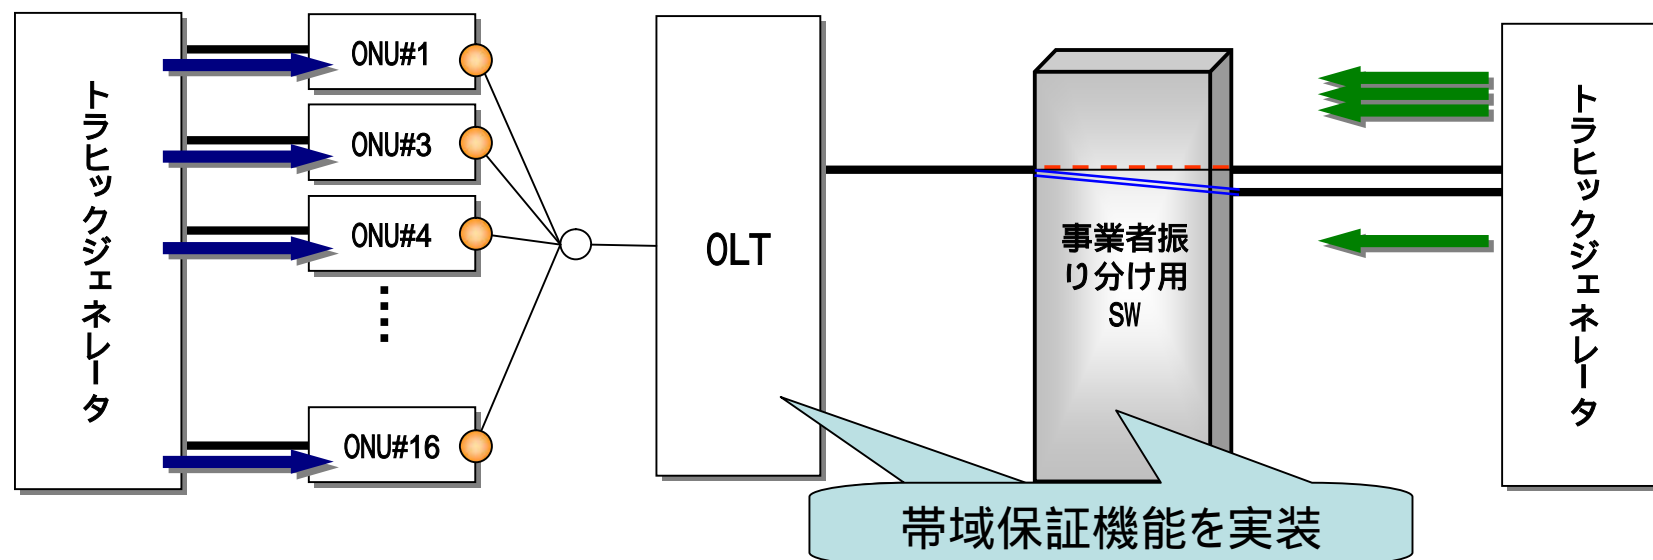 トラヒックジェネレータ
ONU#1
ONU#3
ONU#4
ONU#16
OLT
事業者振
り分け用
SW
トラヒックジェネレータ
帯域保証機能を実装